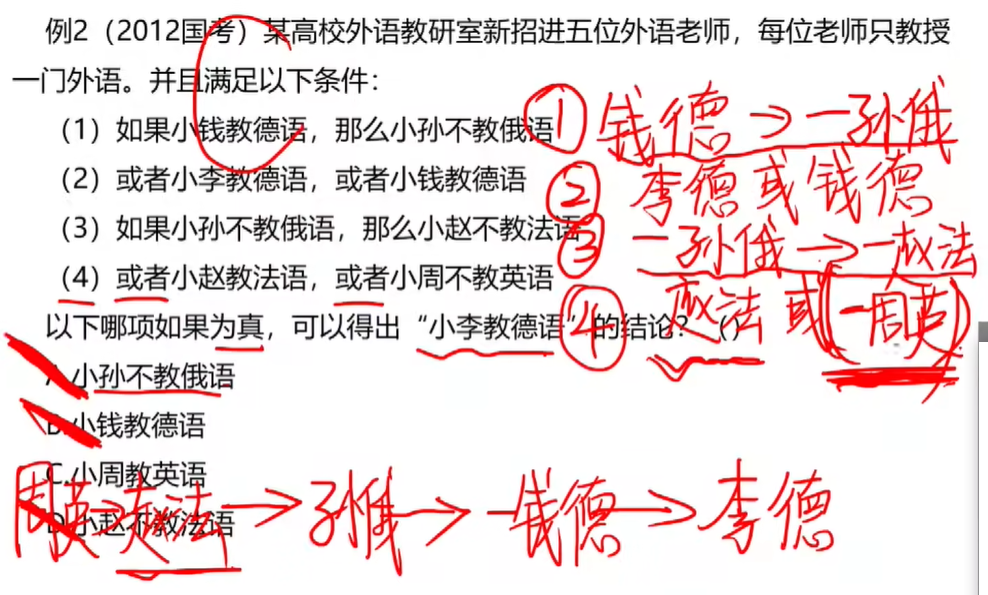 例2（2012国考）某高校外语教研室新招进五位外语老师，每位老师只教授
一门外语。并且满足以下条件：
（1）如果小钱教德语，那么小孙不教俄语
① 钱德→一孙俄
（2）或者小李教德语，或者小钱教德语
② 李德或钱德
（3）如果小孙不教俄语，那么小赵不教法语
③ 一孙俄→一赵法
（4）或者小赵教法语，或者小周不教英语
④ 赵法 或(一周英)
以下哪项如果为真，可以得出“小李教德语”的结论？（）
A.小孙不教俄语
B.小钱教德语
C.小周教英语
D.小赵不教法语
周英→赵法→孙俄→一钱德→李德